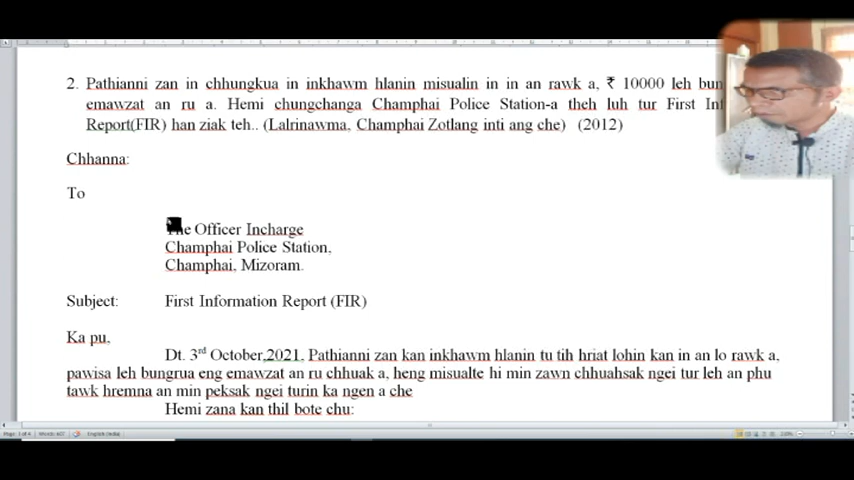 2. Pathianni zan in chhungkua in inkhawm hlanin misualin in in an rawk a, ₹ 10000 leh bun
emawzat an ru a. Hemi chungchanga Champhai Police Station-a theh luh tur First Inf
Report(FIR) han ziak teh.. (Lalrinawma, Champhai Zotlang inti ang che) (2012)
Chhanna:
To
The Officer Incharge
Champhai Police Station,
Champhai, Mizoram.
Subject: First Information Report (FIR)
Ka pu,
Dt. 3rd October,2021, Pathianni zan kan inkhawm hlanin tu tih hriat lohin kan in an lo rawk a,
pawisa leh bungrua eng emawzat an ru chhuak a, heng misualte hi min zawn chhuahsak ngei tur leh an phu
tawk hremna an min peksak ngei turin ka ngen a che
Hemi zana kan thil bote chu:
English (India)